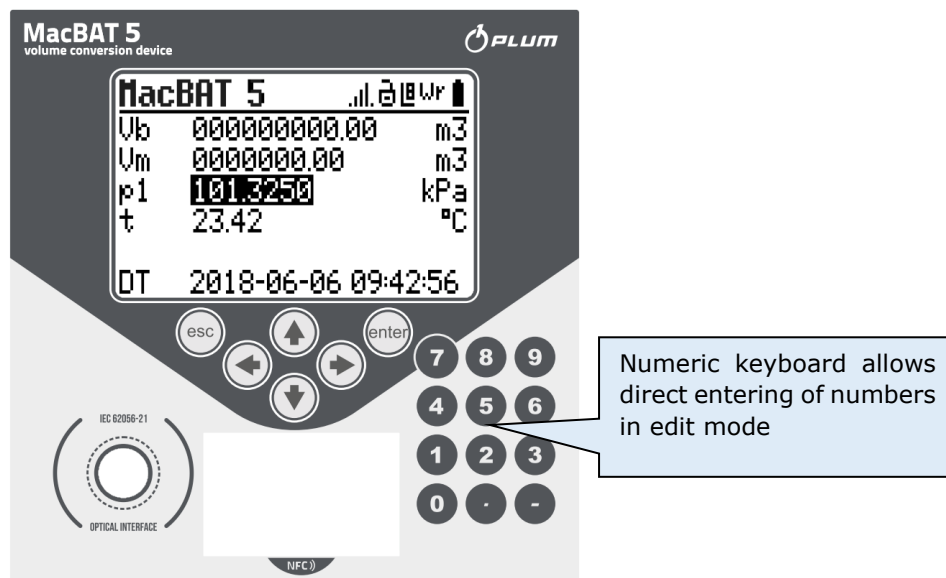 MacBAT 5
volume conversion device
PLUM
MacBAT 5 Wr
Vb 000000000.00 m3
Vm 0000000.00 m3
p1 101.3250 kPa
t 23.42 °C
DT 2018-06-06 09:42:56
esc
enter
7 8 9
4 5 6
1 2 3
0 . -
IEC 62056-21
OPTICAL INTERFACE
NFC
Numeric keyboard allows
direct entering of numbers
in edit mode